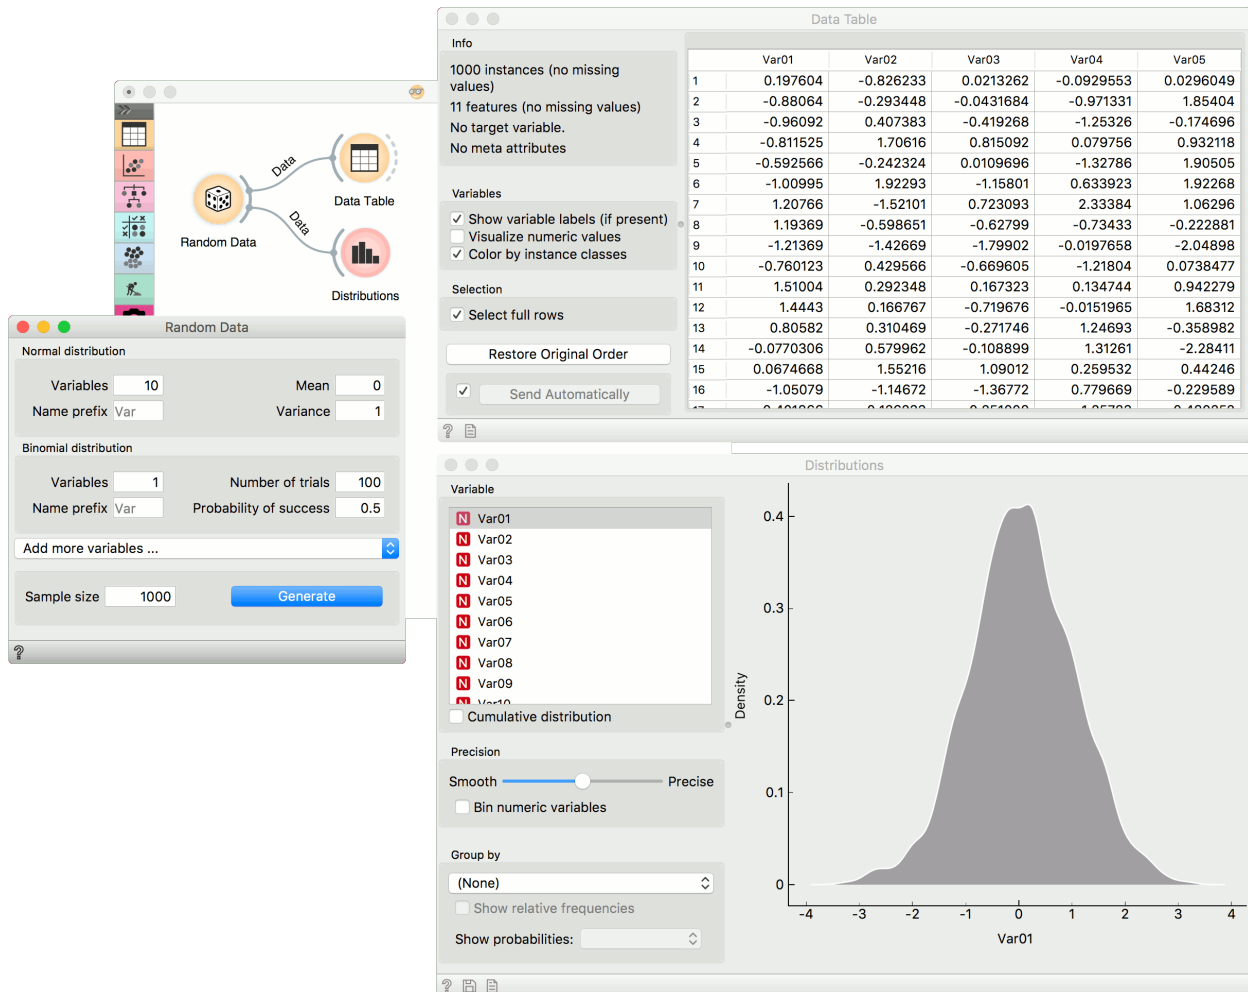 Data Table
Info
1000 instances (no missing
values)
11 features (no missing values)
No target variable.
No meta attributes
Variables
Show variable labels (if present)
Visualize numeric values
Color by instance classes
Selection
Select full rows
Restore Original Order
Send Automatically
?
Var01 Var02 Var03 Var04 Var05
1 0.197604 -0.826233 0.0213262 -0.0929553 0.0296049
2 -0.88064 -0.293448 -0.0431684 -0.971331 1.85404
3 -0.96092 0.407383 -0.419268 -1.25326 -0.174696
4 -0.811525 1.70616 0.815092 0.079756 0.932118
5 -0.592566 -0.242324 0.0109696 -1.32786 1.90505
6 -1.00995 1.92293 -1.15801 0.633923 1.92268
7 1.20766 -1.52101 0.723093 2.33384 1.06296
8 1.19369 -0.598651 -0.62799 -0.73433 -0.222881
9 -1.21369 -1.42669 -1.79902 -0.0197658 -2.04898
10 -0.760123 0.429566 -0.669605 -1.21804 0.0738477
11 1.51004 0.292348 0.167323 0.134744 0.942279
12 1.4443 0.166767 -0.719676 -0.0151965 1.68312
13 0.80582 0.310469 -0.271746 1.24693 -0.358982
14 -0.0770306 0.579962 -0.108899 1.31261 -2.28411
15 0.0674668 1.55216 1.09012 0.259532 0.44246
16 -1.05079 -1.14672 -1.36772 0.779669 -0.229589
Data
Data
Random Data
Data Table
Distributions
Random Data
Normal distribution
Variables 10 Mean 0
Name prefix Var Variance 1
Binomial distribution
Variables 1 Number of trials 100
Name prefix Var Probability of success 0.5
Add more variables ...
Sample size 1000 Generate
?
Distributions
Variable
N Var01
N Var02
N Var03
N Var04
N Var05
N Var06
N Var07
N Var08
N Var09
N Var10
Cumulative distribution
Precision
Smooth Precise
Bin numeric variables
Group by
(None)
Show relative frequencies
Show probabilities:
?
Density
0.4
0.3
0.2
0.1
0
-4 -3 -2 -1 0 1 2 3 4
Var01